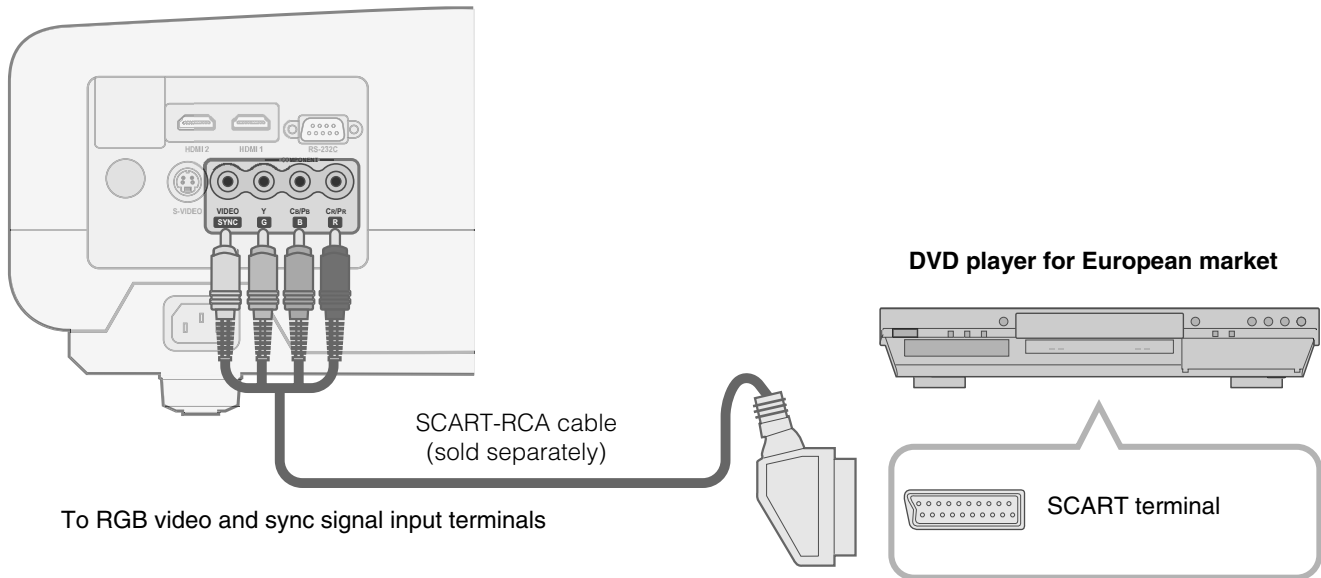 HDMI 2
HDMI 1
RS-232C
COMPONENT
S-VIDEO
VIDEO
Y
CB/PB
CR/PR
SYNC
G
B
R
DVD player for European market
SCART-RCA cable
(sold separately)
SCART terminal
To RGB video and sync signal input terminals